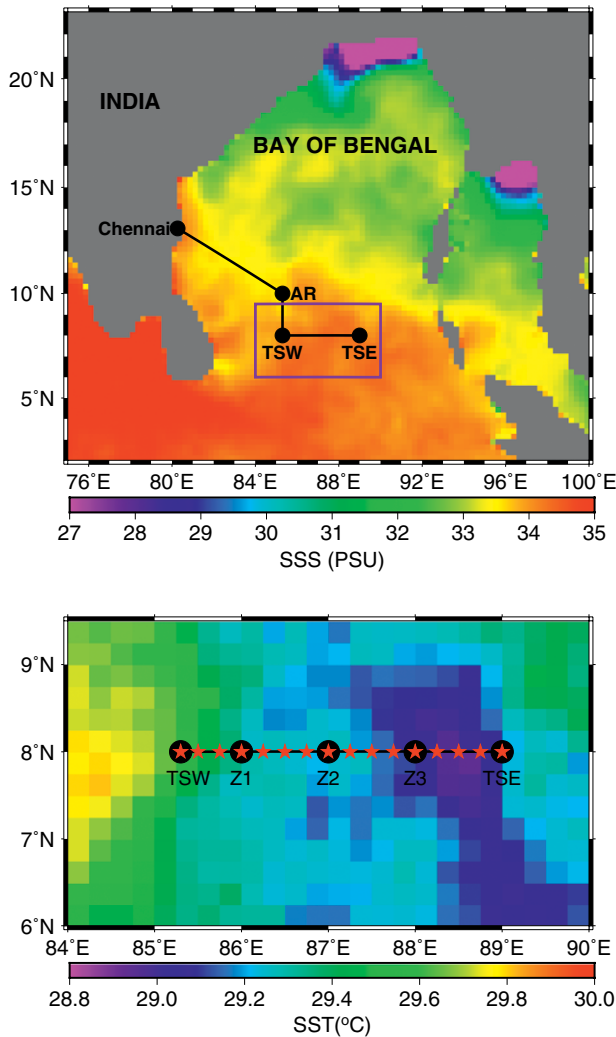 20°N
INDIA
BAY OF BENGAL
15°N
Chennai
10°N
AR
TSW TSE
5°N
76°E 80°E 84°E 88°E 92°E 96°E 100°E
27 28 29 30 31 32 33 34 35
SSS (PSU)
9°N
8°N
TSW Z1 Z2 Z3 TSE
7°N
6°N
84°E 85°E 86°E 87°E 88°E 89°E 90°E
28.8 29.0 29.2 29.4 29.6 29.8 30.0
SST(°C)